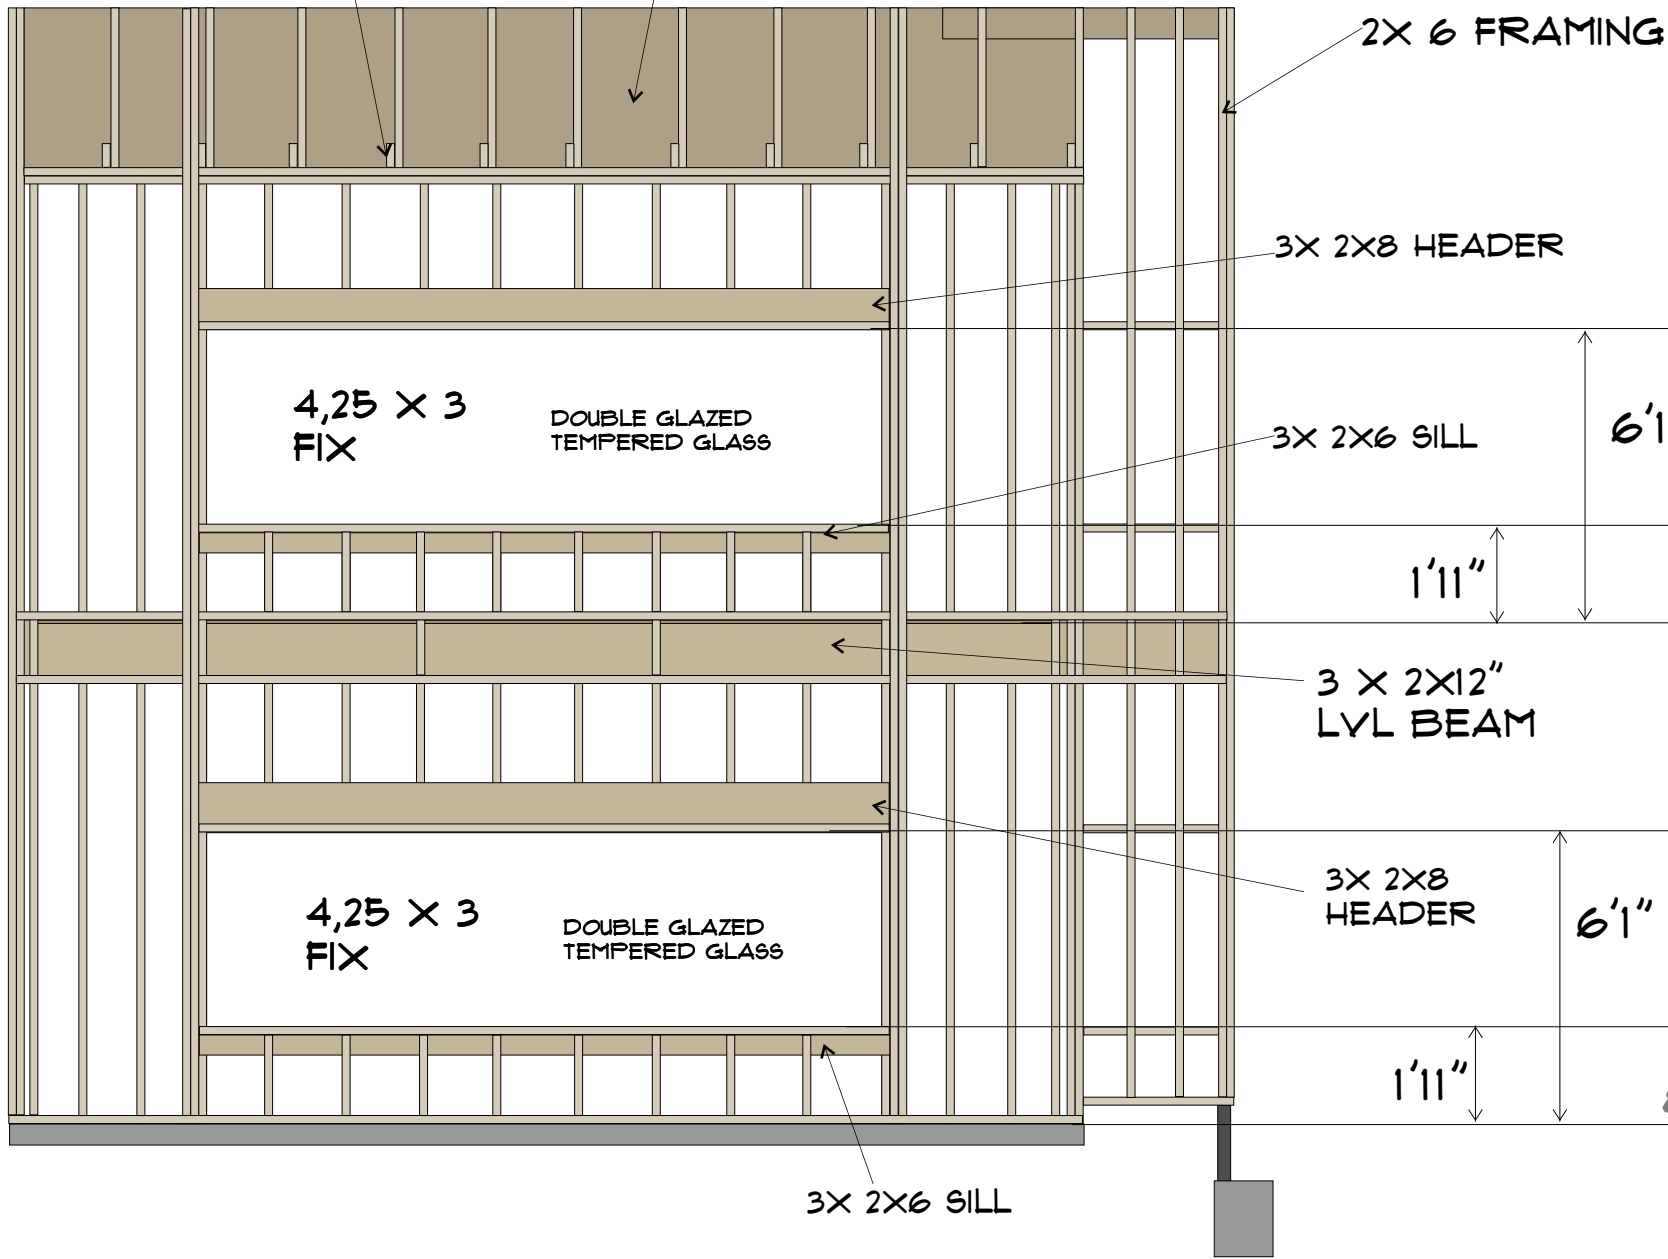 2X 6 FRAMING
3X 2X8 HEADER
4,25 X 3
FIX
DOUBLE GLAZED
TEMPERED GLASS
3X 2X6 SILL
6'1
1'11"
3 X 2X12"
LVL BEAM
3X 2X8
HEADER
4,25 X 3
FIX
DOUBLE GLAZED
TEMPERED GLASS
6'1"
1'11"
3X 2X6 SILL